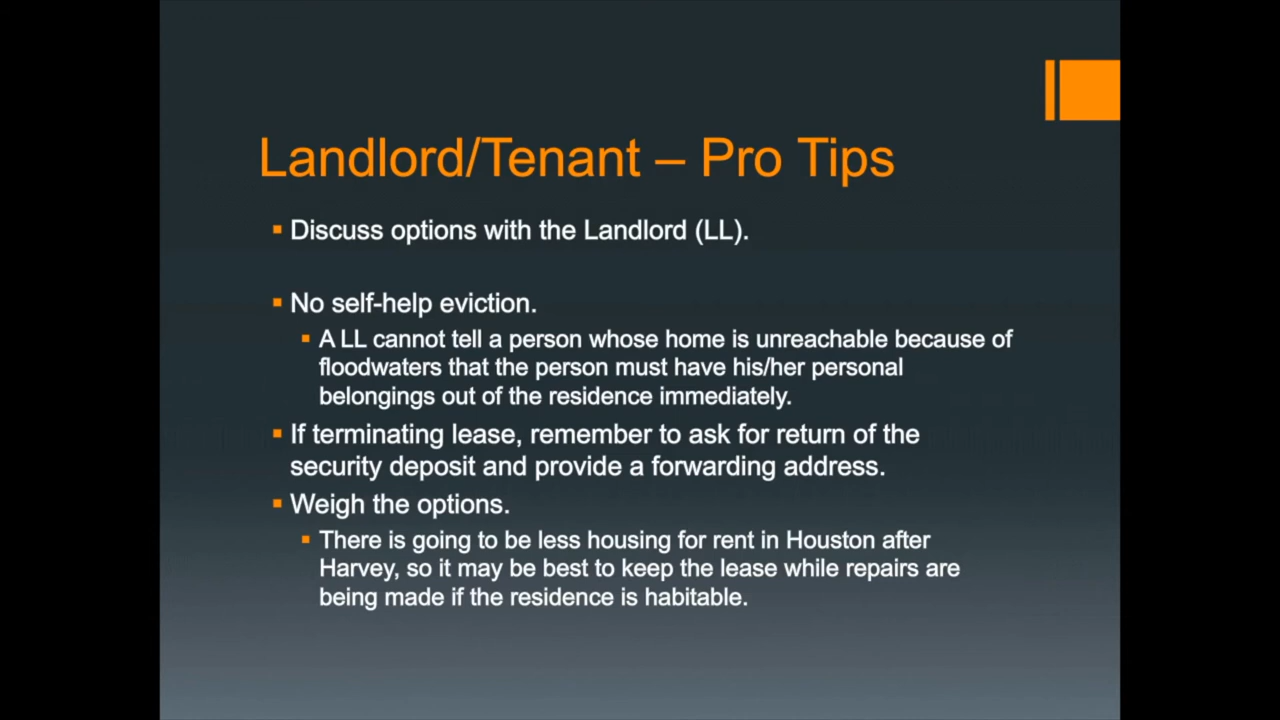 Landlord/Tenant – Pro Tips
Discuss options with the Landlord (LL).
No self-help eviction.
A LL cannot tell a person whose home is unreachable because of
floodwaters that the person must have his/her personal
belongings out of the residence immediately.
If terminating lease, remember to ask for return of the
security deposit and provide a forwarding address.
Weigh the options.
There is going to be less housing for rent in Houston after
Harvey, so it may be best to keep the lease while repairs are
being made if the residence is habitable.